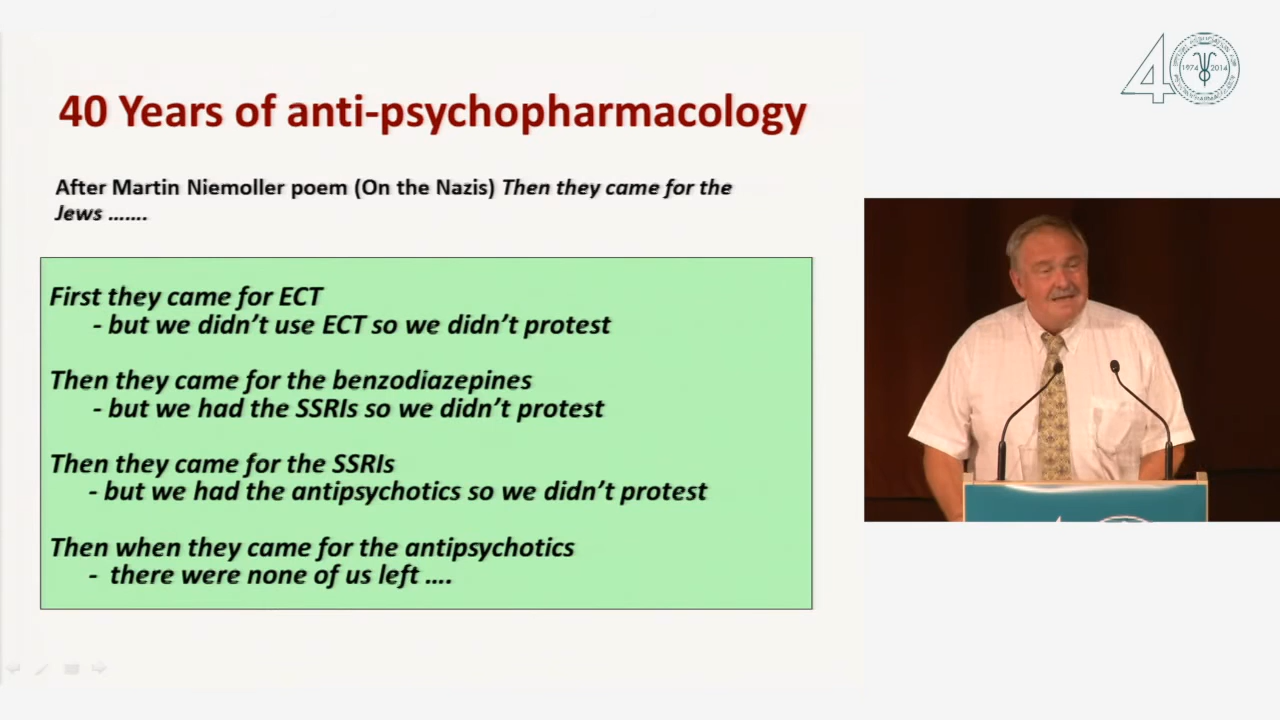 40 Years of anti-psychopharmacology
After Martin Niemoller poem (On the Nazis) Then they came for the
Jews …….
First they came for ECT
- but we didn't use ECT so we didn't protest
Then they came for the benzodiazepines
- but we had the SSRIs so we didn't protest
Then they came for the SSRIs
- but we had the antipsychotics so we didn't protest
Then when they came for the antipsychotics
- there were none of us left ….
40
1974 2014